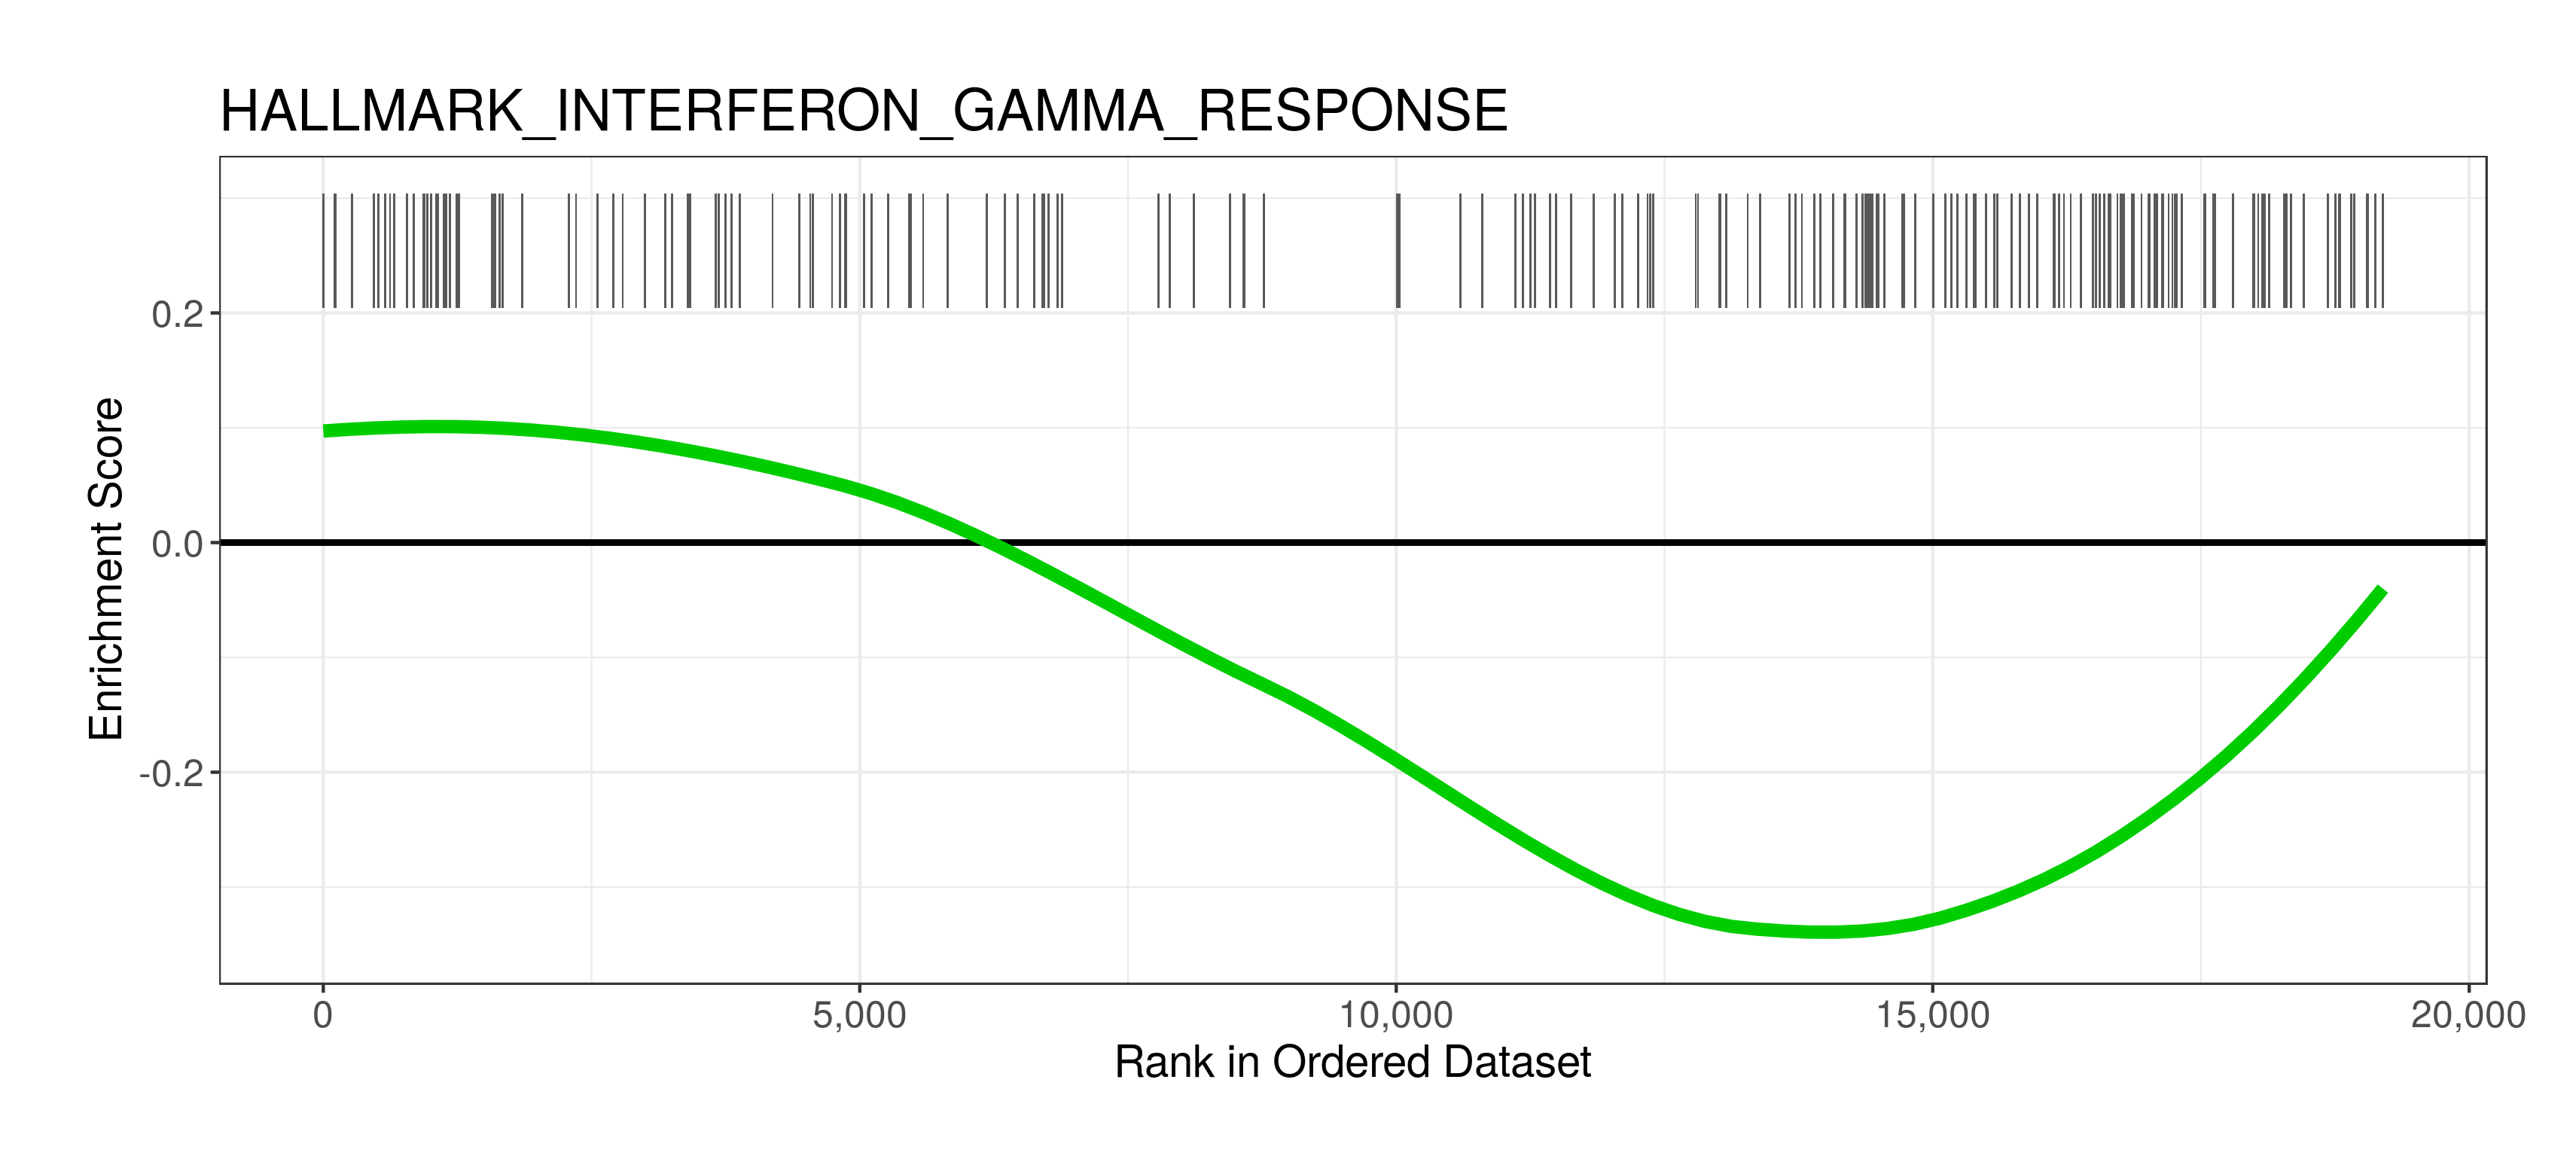 HALLMARK_INTERFERON_GAMMA_RESPONSE
0.2
0.0
-0.2
Enrichment Score
0 5,000 10,000 15,000 20,000
Rank in Ordered Dataset